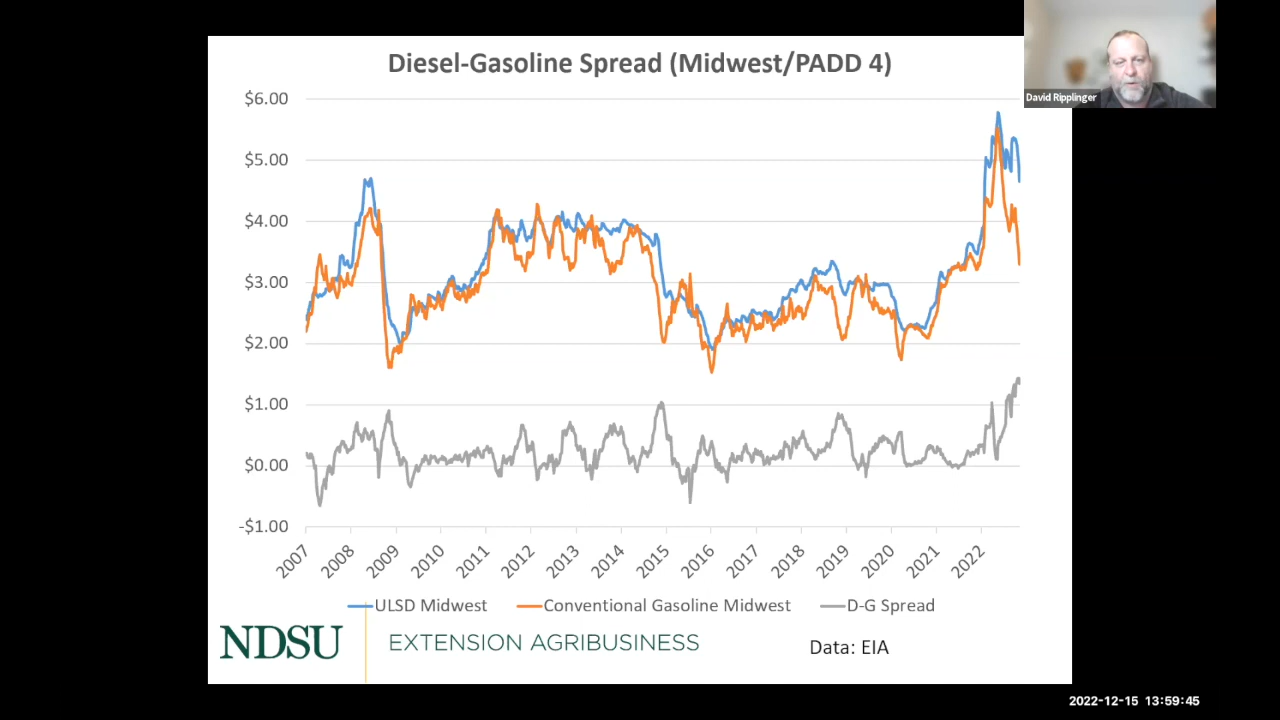 Diesel-Gasoline Spread (Midwest/PADD 4)
David Ripplinger
$6.00
$5.00
$4.00
$3.00
$2.00
$1.00
$0.00
-$1.00
2007 2008 2009 2010 2011 2012 2013 2014 2015 2016 2017 2018 2019 2020 2021 2022
ULSD Midwest Conventional Gasoline Midwest D-G Spread
NDSU EXTENSION AGRIBUSINESS Data: EIA
2022-12-15 13:59:45